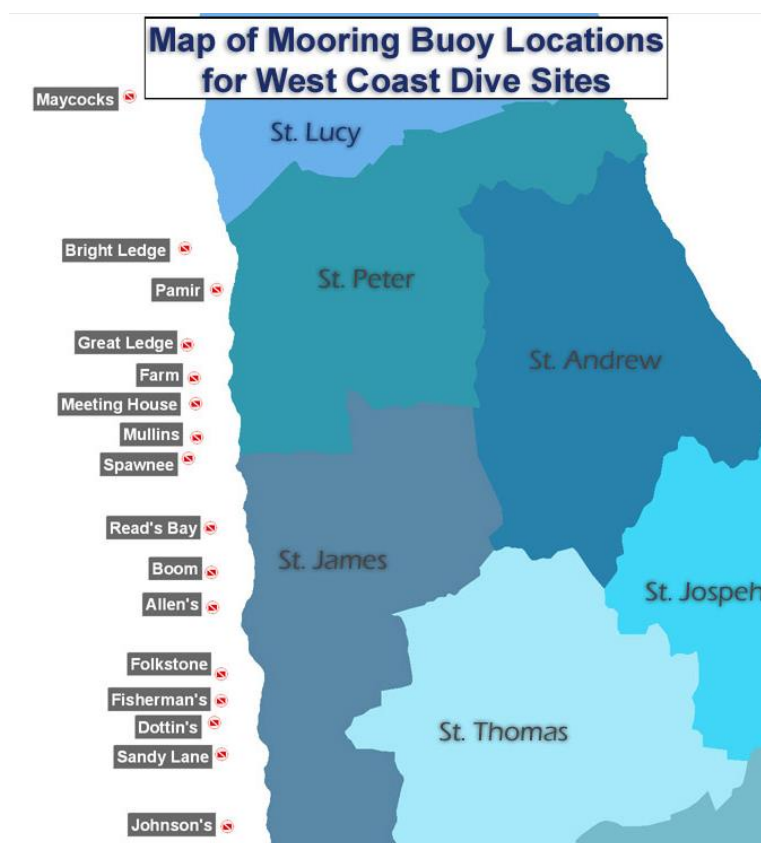 Map of Mooring Buoy Locations
for West Coast Dive Sites
Maycocks
St. Lucy
Bright Ledge
St. Peter
Pamir
Great Ledge
St. Andrew
Farm
Meeting House
Mullins
Spawnee
Read's Bay
St. James
Boom
St. Jospeh
Allen's
Folkstone
Fisherman's
Dottin's
St. Thomas
Sandy Lane
Johnson's